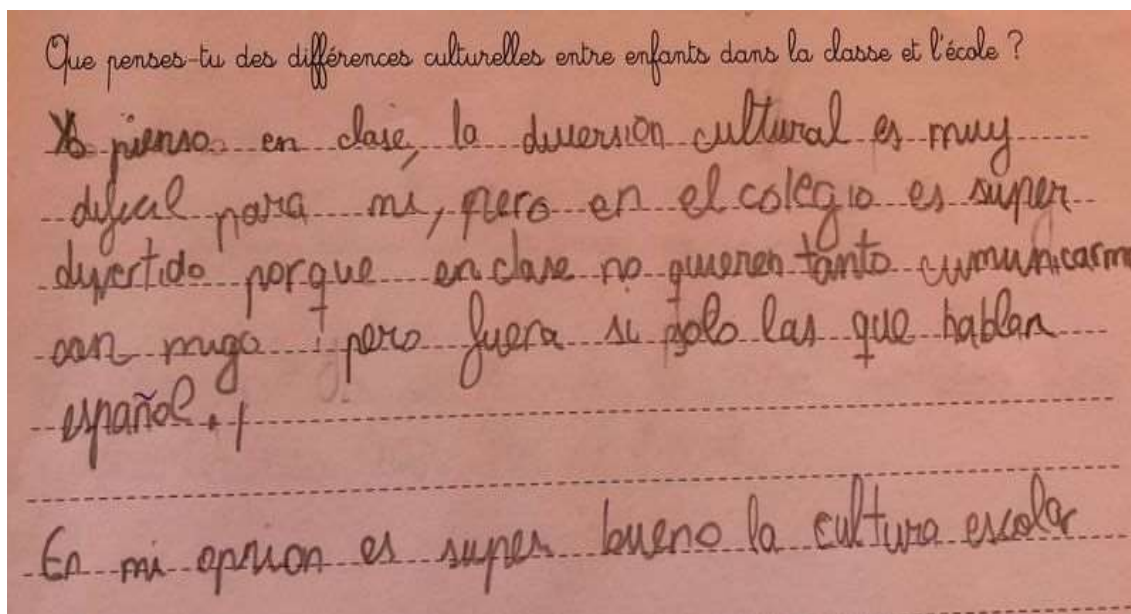 Que penses-tu des différences culturelles entre enfants dans la classe et l'école ?
Yo pienso en clase, la diversion cultural es muy
dificil para mi, pero en el colegio es super
divertido porque en clase no quieren tanto cumunicarme
con migo pero fuera si solo las que hablan
español.
En mi opnion es super bueno la cultura escolar